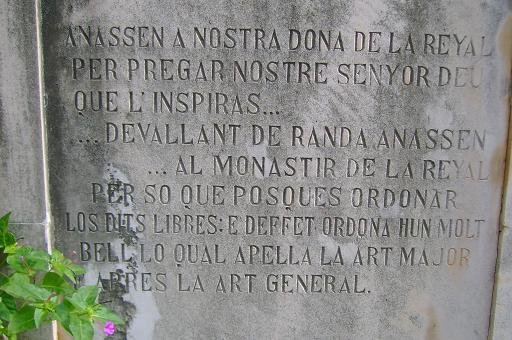 ANASSEN A NOSTRA DONA DE LA REYAL
PER PREGAR NOSTRE SENYOR DEU
QUE L'INSPIRAS...
... DEVALLANT DE RANDA ANASSEN
... AL MONASTIR DE LA REYAL
PER SO QUE POSQUES ORDONAR
LOS DITS LIBRES: E DEFFET ORDONA HUN MOLT
BELL LO QUAL APELLA LA ART MAJOR
APRES LA ART GENERAL.